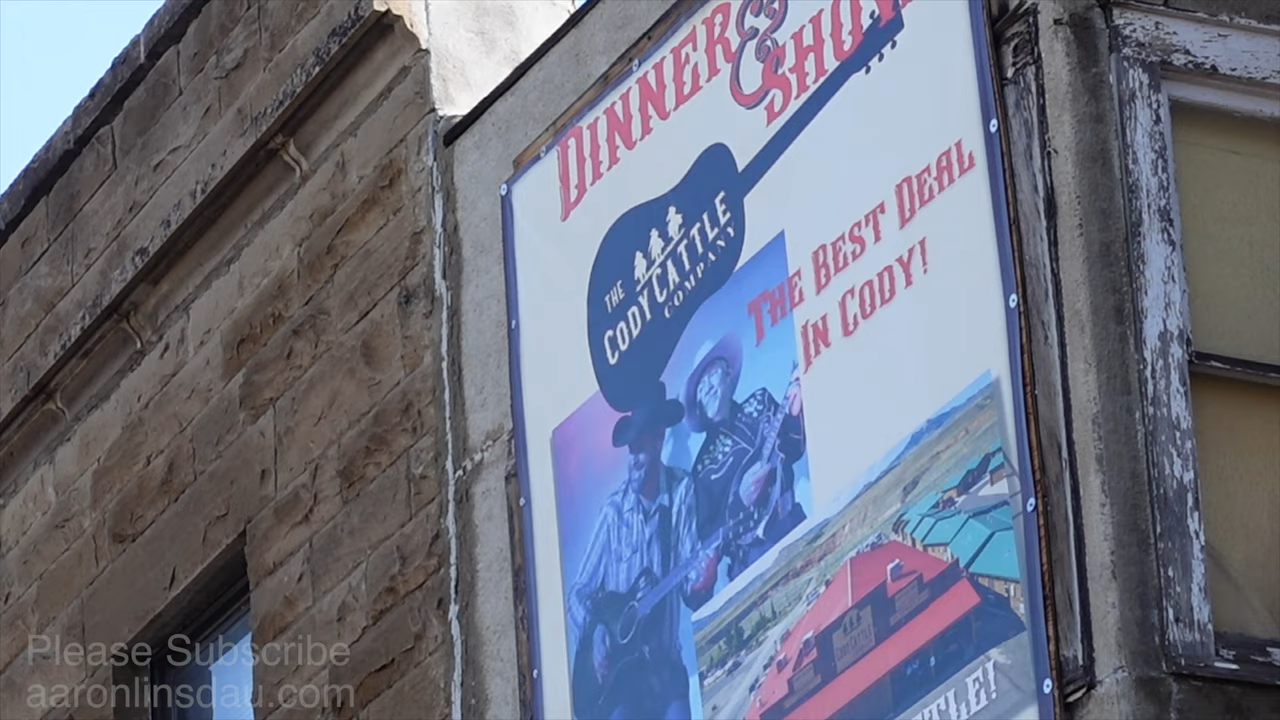 DINNER &
SHOW
THE
CODY CATTLE
COMPANY
THE BEST DEAL
IN CODY!
CODY CATTLE
Please Subscribe
aaronlinsdau.com